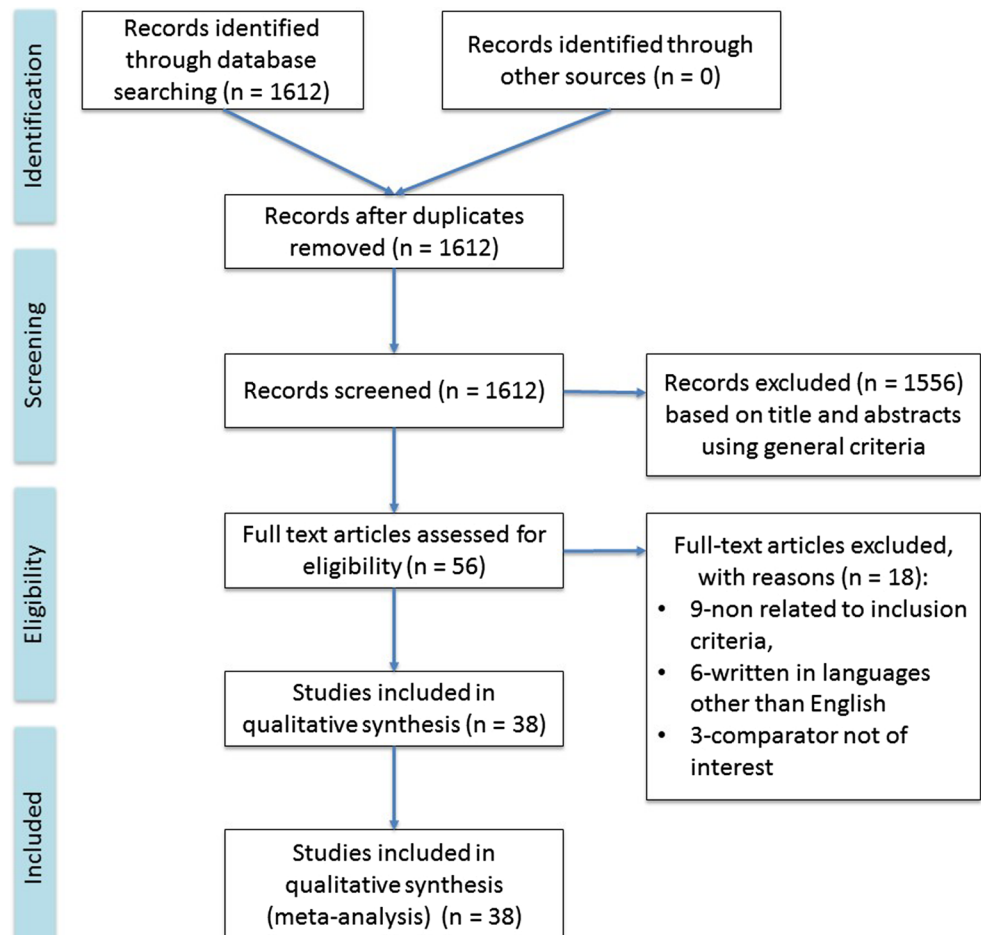 Identification
Records identified
through database
searching (n = 1612)
Records identified through
other sources (n = 0)
Records after duplicates
removed (n = 1612)
Screening
Records screened (n = 1612)
Records excluded (n = 1556)
based on title and abstracts
using general criteria
Eligibility
Full text articles assessed for
eligibility (n = 56)
Full-text articles excluded,
with reasons (n = 18):
• 9-non related to inclusion
criteria,
• 6-written in languages
other than English
• 3-comparator not of
interest
Studies included in
qualitative synthesis (n = 38)
Included
Studies included in
qualitative synthesis
(meta-analysis) (n = 38)